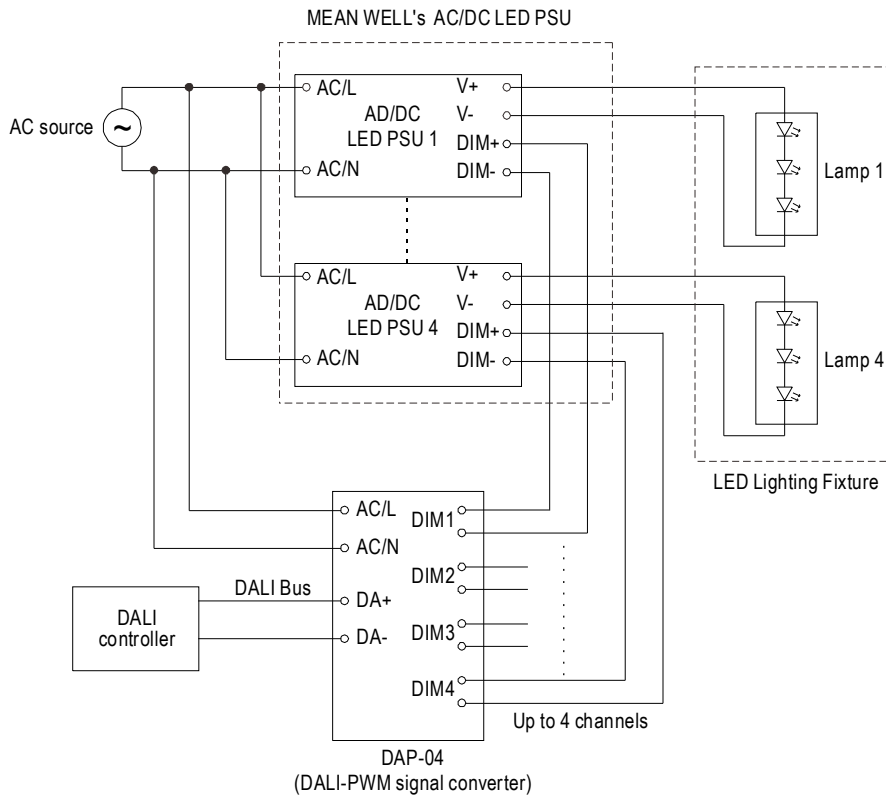 MEAN WELL's AC/DC LED PSU
AC source
~
AC/L
AD/DC
LED PSU 1
AC/N
V+
V-
DIM+
DIM-
Lamp 1
AC/L
AD/DC
LED PSU 4
AC/N
V+
V-
DIM+
DIM-
Lamp 4
LED Lighting Fixture
AC/L
AC/N
DA+
DA-
DIM1
DIM2
DIM3
DIM4
DALI Bus
DALI
controller
Up to 4 channels
DAP-04
(DALI-PWM signal converter)